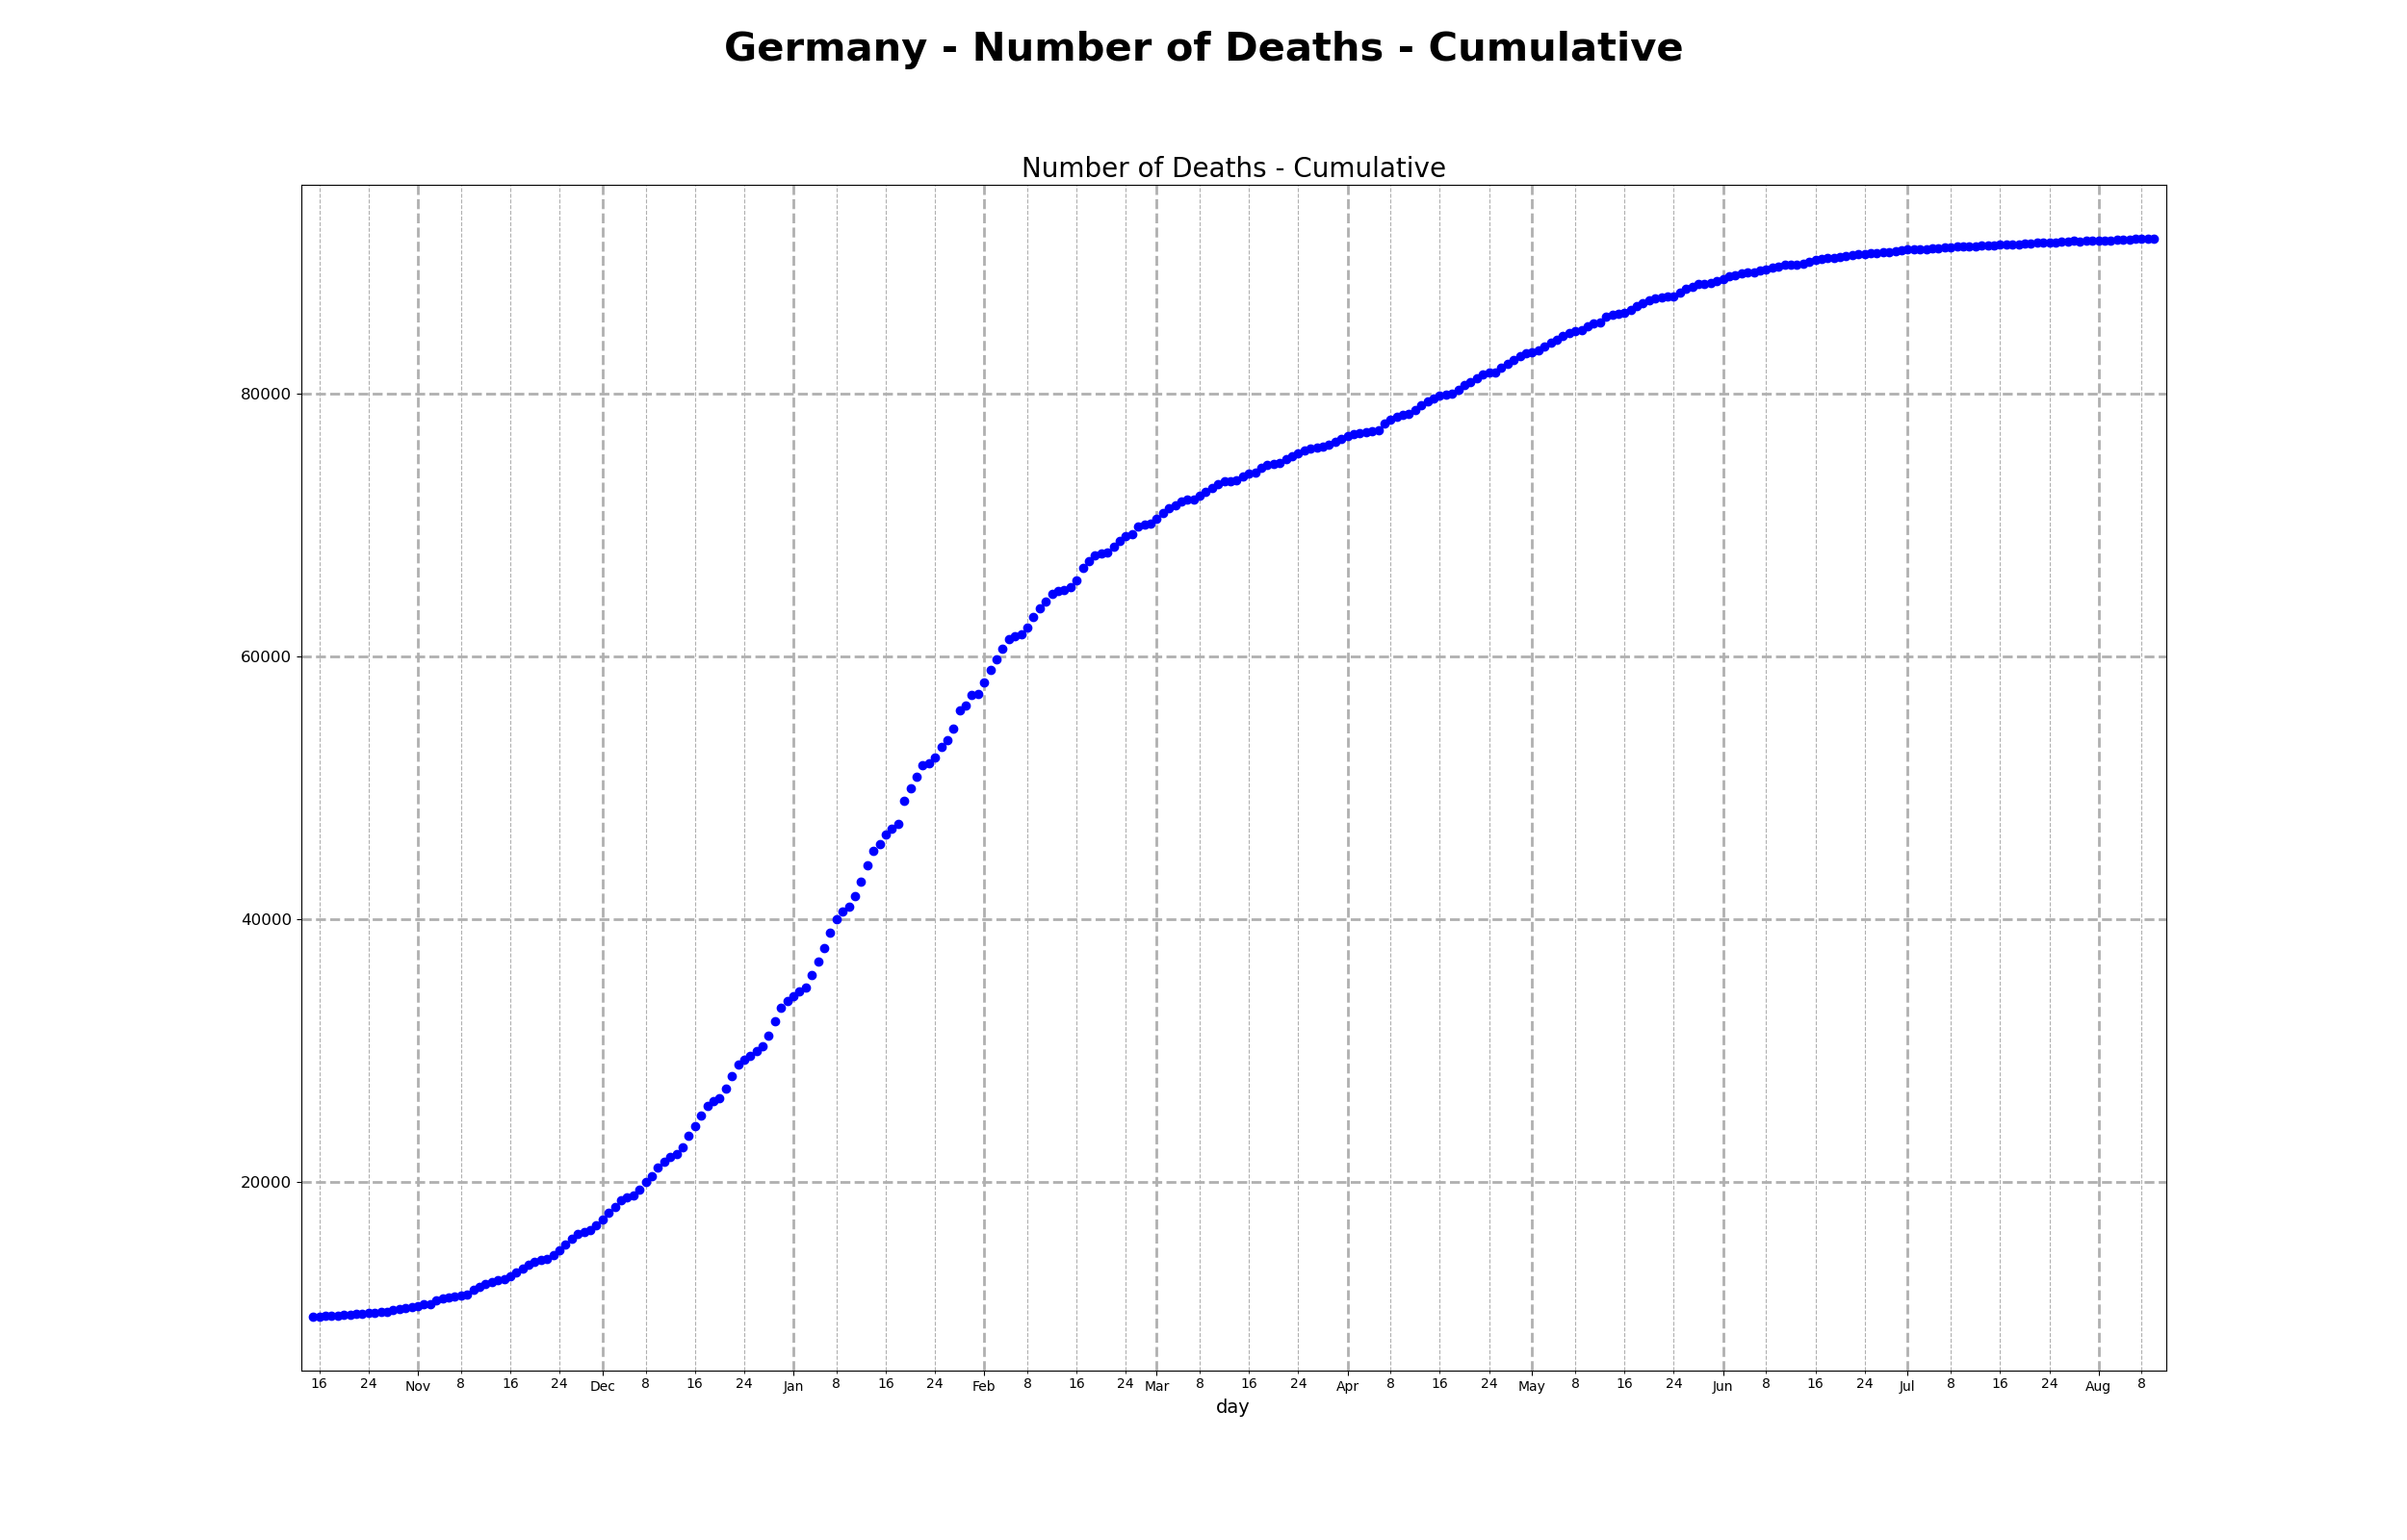 Germany - Number of Deaths - Cumulative
Number of Deaths - Cumulative
80000
60000
40000
20000
16 24 Nov 8 16 24 Dec 8 16 24 Jan 8 16 24 Feb 8 16 24 Mar 8 16 24 Apr 8 16 24 May 8 16 24 Jun 8 16 24 Jul 8 16 24 Aug 8
day